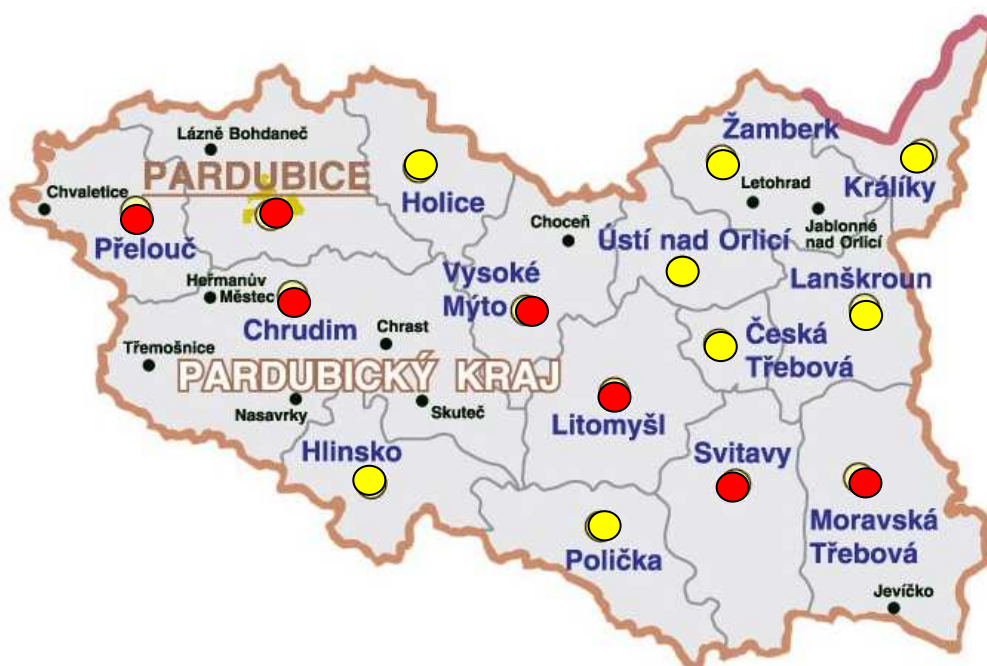 Lázně Bohdaneč
PARDUBICE
Chvaletice
Přelouč
Holice
Žamberk
Letohrad
Králíky
Jablonné
nad Orlicí
Choceň
Ústí nad Orlicí
Heřmanův
Městec
Chrudim
Vysoké
Mýto
Lanškroun
Třemošnice
Chrast
Česká
Třebová
PARDUBICKÝ KRAJ
Nasavrky
Skuteč
Litomyšl
Hlinsko
Svitavy
Polička
Moravská
Třebová
Jevíčko